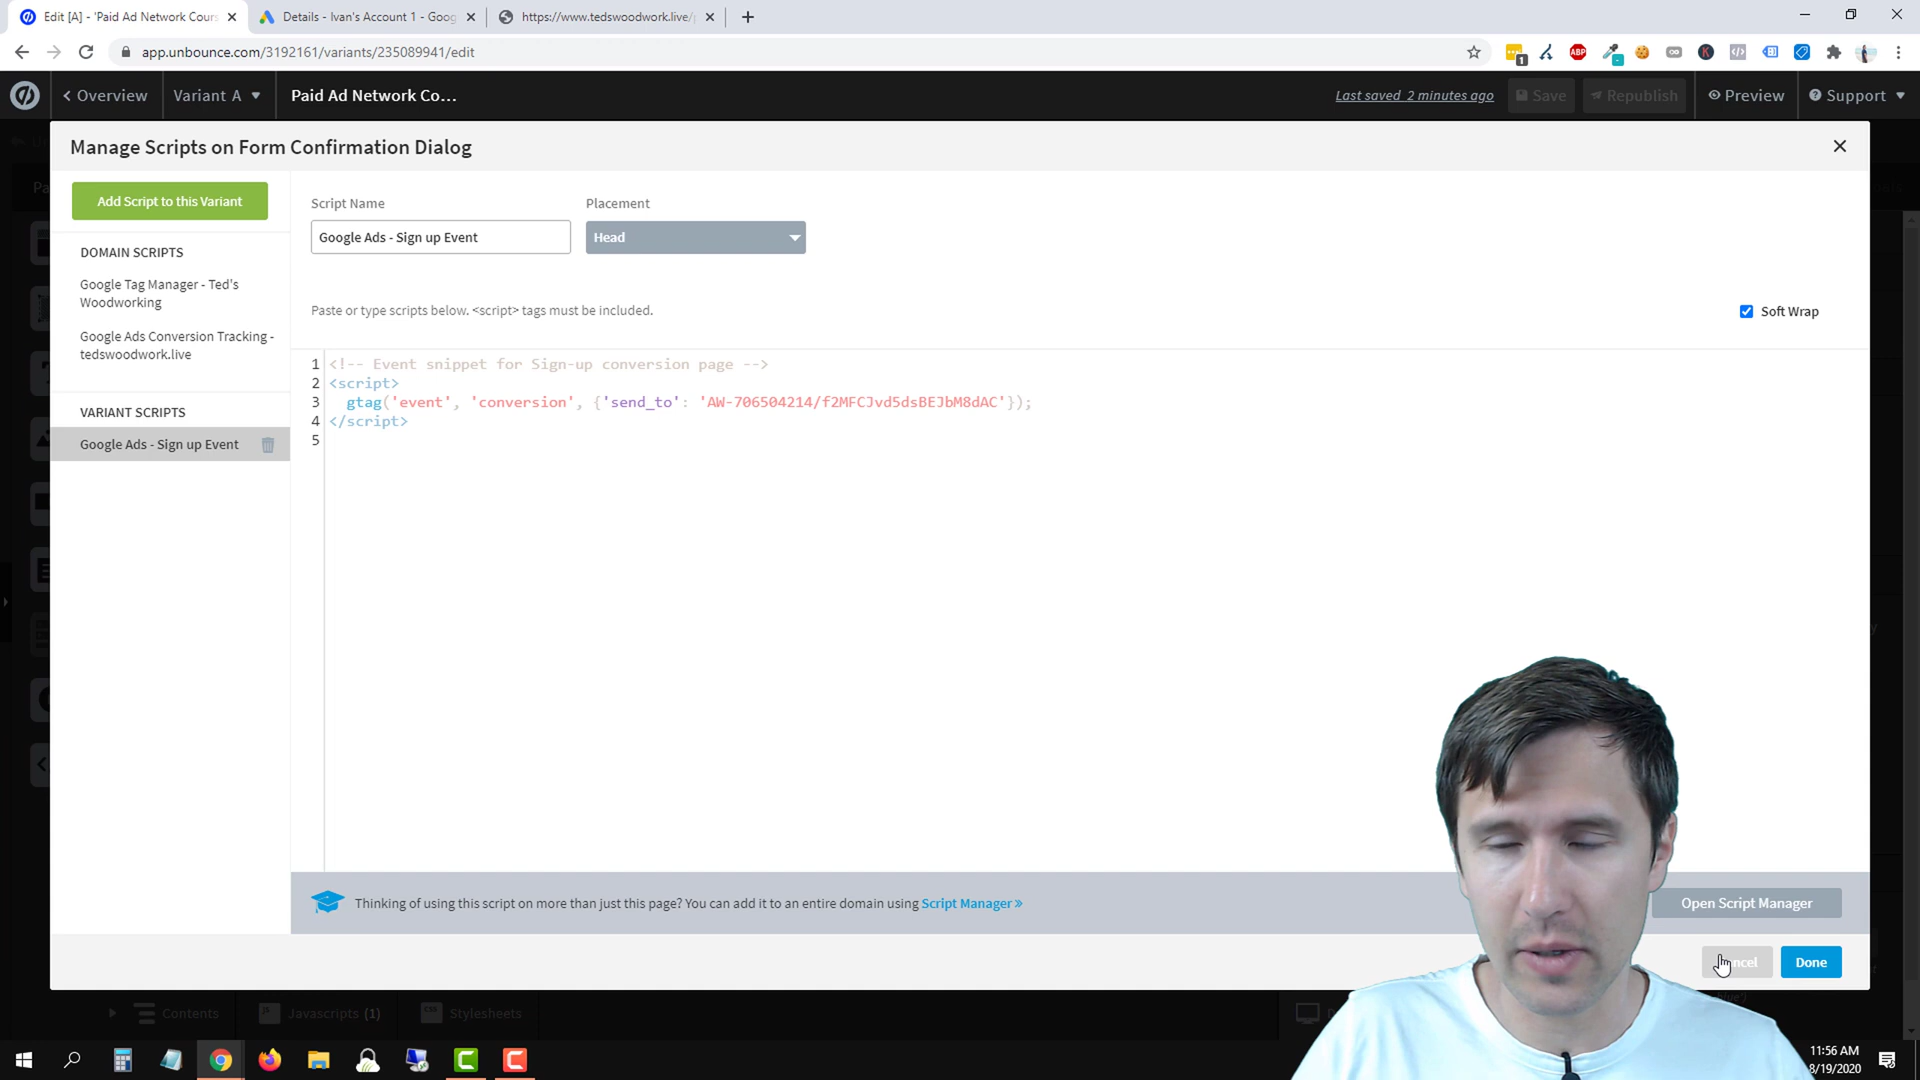 Edit [A] - 'Paid Ad Network Cours
Details - Ivan's Account 1 - Goog
https://www.tedswoodwork.live/
app.unbounce.com/3192161/variants/235089941/edit
Overview
Variant A
Paid Ad Network Co...
Last saved 2 minutes ago
Save
Republish
Preview
Support
Manage Scripts on Form Confirmation Dialog
Add Script to this Variant
DOMAIN SCRIPTS
Google Tag Manager - Ted's
Woodworking
Google Ads Conversion Tracking -
tedswoodwork.live
VARIANT SCRIPTS
Google Ads - Sign up Event
Script Name
Placement
Google Ads - Sign up Event
Head
Paste or type scripts below. <script> tags must be included.
Soft Wrap
1 <!-- Event snippet for Sign-up conversion page -->
2 <script>
3 gtag('event', 'conversion', {'send_to': 'AW-706504214/f2MFCJvd5dsBEJbM8dAC'});
4 </script>
5
Thinking of using this script on more than just this page? You can add it to an entire domain using Script Manager »
Open Script Manager
Done
Contents
Javascripts (1)
Stylesheets
11:56 AM
8/19/2020